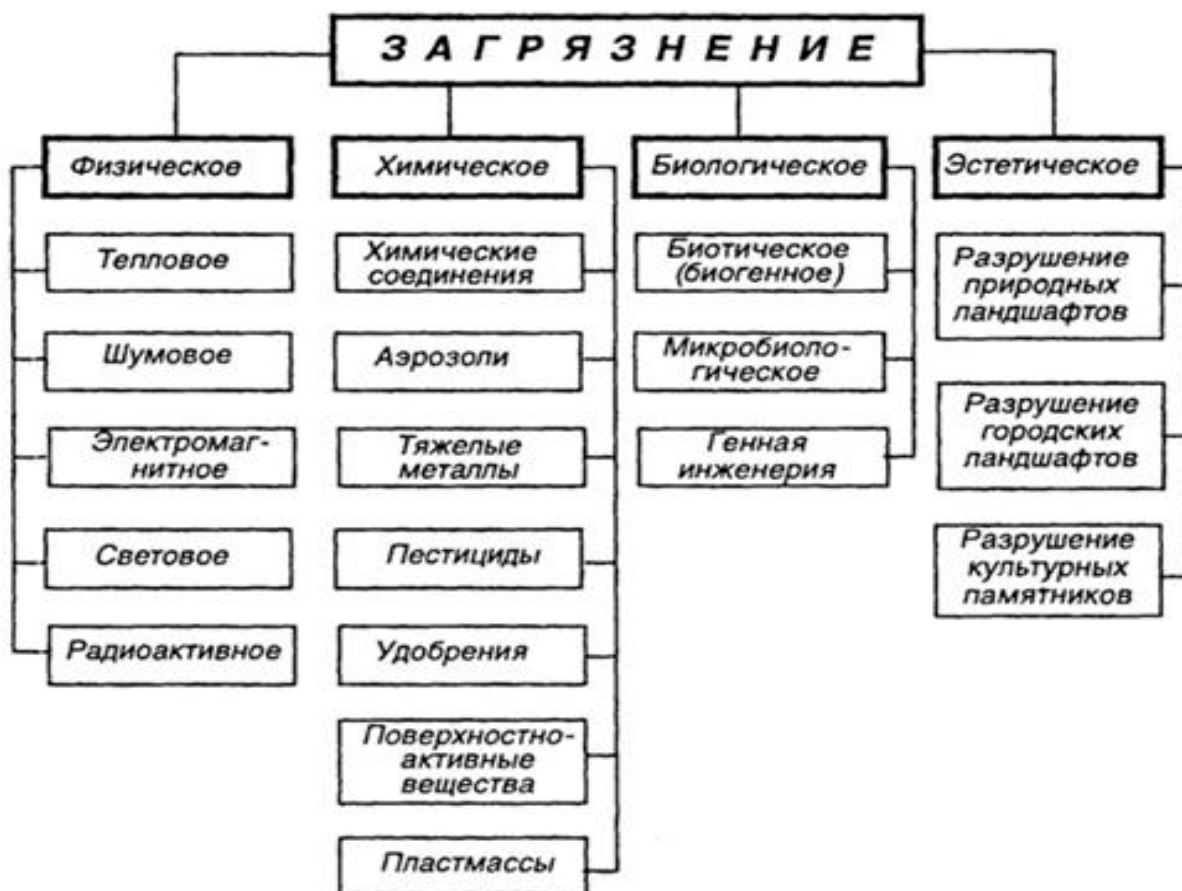 ЗАГРЯЗНЕНИЕ
Физическое
Тепловое
Шумовое
Электромаг-
нитное
Световое
Радиоактивное
Химическое
Химические
соединения
Аэрозоли
Тяжелые
металлы
Пестициды
Удобрения
Поверхностно-
активные
вещества
Пластмассы
Биологическое
Биотическое
(биогенное)
Микробиоло-
гическое
Генная
инженерия
Эстетическое
Разрушение
природных
ландшафтов
Разрушение
городских
ландшафтов
Разрушение
культурных
памятников